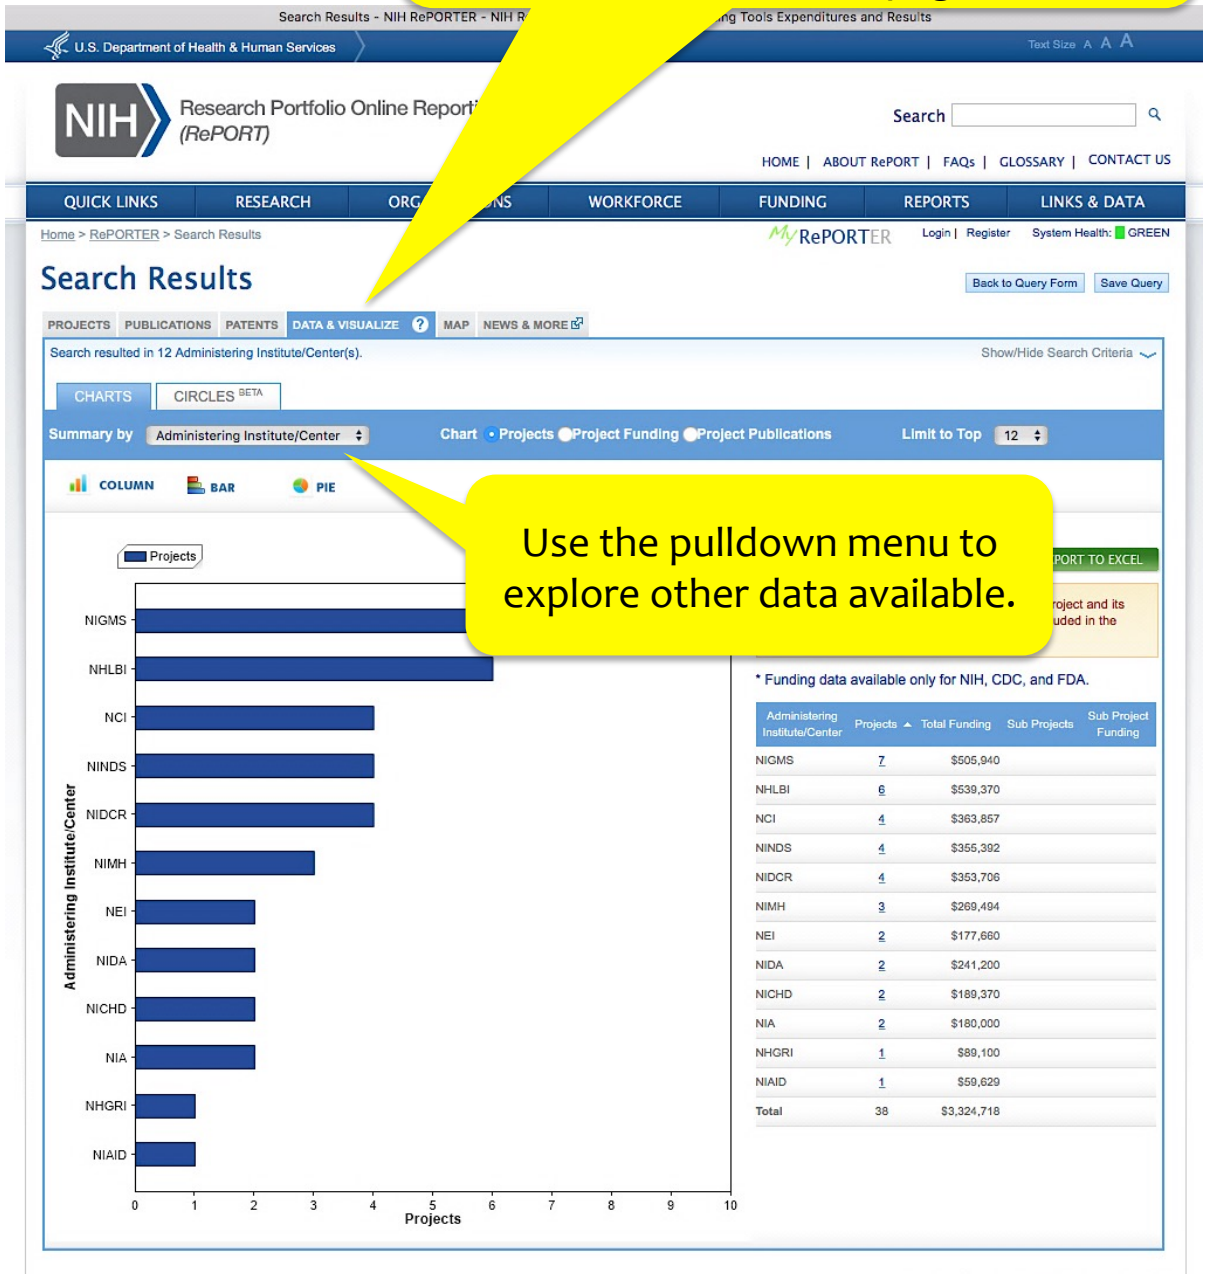 Search Results - NIH RePORTER - NIH R
ng Tools Expenditures and Results
U.S. Department of Health & Human Services
Text Size A A A
NIH
Research Portfolio Online Reporti
(RePORT)
Search
HOME | ABOUT RePORT | FAQs | GLOSSARY | CONTACT US
QUICK LINKS RESEARCH ORG NS WORKFORCE FUNDING REPORTS LINKS & DATA
Home > RePORTER > Search Results
My RePORTER Login | Register System Health: GREEN
Search Results
Back to Query Form Save Query
PROJECTS PUBLICATIONS PATENTS DATA & VISUALIZE ? MAP NEWS & MORE
Search resulted in 12 Administering Institute/Center(s).
Show/Hide Search Criteria
CHARTS CIRCLES BETA
Summary by Administering Institute/Center Chart Projects Project Funding Project Publications Limit to Top 12
COLUMN BAR PIE
Use the pulldown menu to
explore other data available.
Projects
PORT TO EXCEL
roject and its
uded in the
* Funding data available only for NIH, CDC, and FDA.
Administering Institute/Center
NIGMS
NHLBI
NCI
NINDS
NIDCR
NIMH
NEI
NIDA
NICHD
NIA
NHGRI
NIAID
0 1 2 3 4 5 6 7 8 9 10
Projects
Administering Institute/Center Projects Total Funding Sub Projects Sub Project Funding
NIGMS 7 $505,940
NHLBI 6 $539,370
NCI 4 $363,857
NINDS 4 $355,392
NIDCR 4 $353,706
NIMH 3 $269,494
NEI 2 $177,660
NIDA 2 $241,200
NICHD 2 $189,370
NIA 2 $180,000
NHGRI 1 $89,100
NIAID 1 $59,629
Total 38 $3,324,718